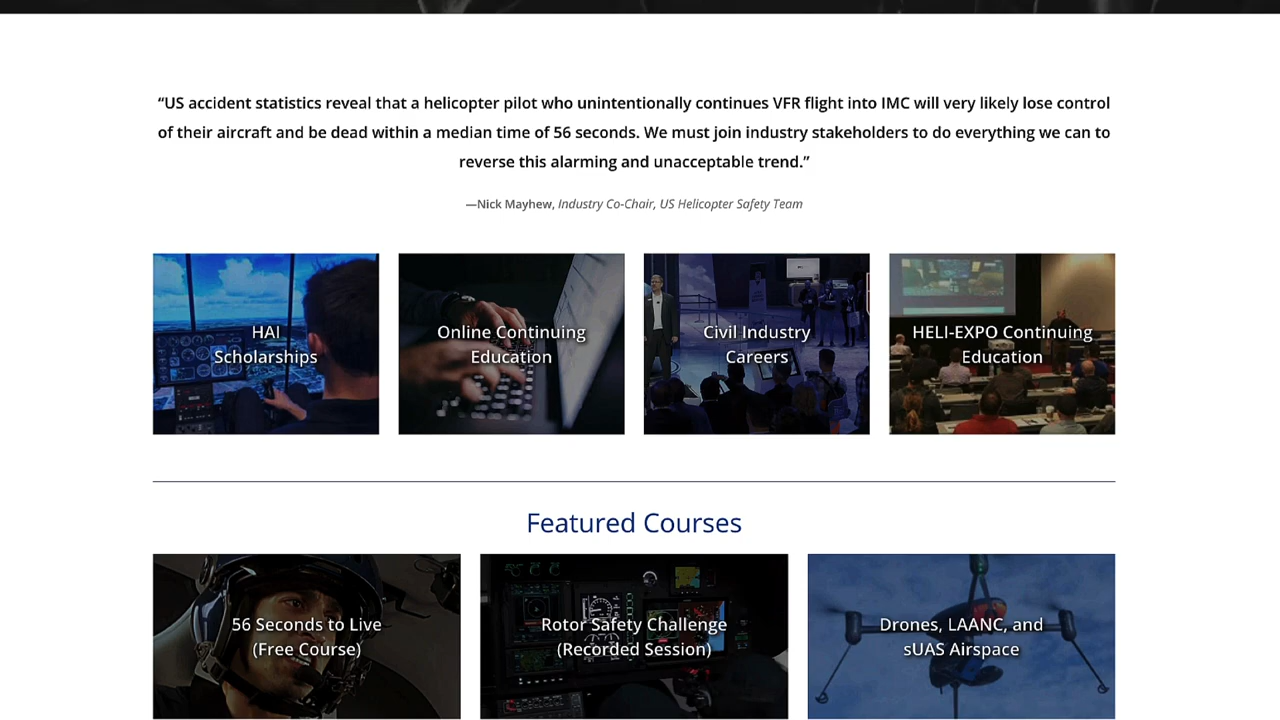 “US accident statistics reveal that a helicopter pilot who unintentionally continues VFR flight into IMC will very likely lose control
of their aircraft and be dead within a median time of 56 seconds. We must join industry stakeholders to do everything we can to
reverse this alarming and unacceptable trend.”
—Nick Mayhew, Industry Co-Chair, US Helicopter Safety Team
HAI
Scholarships
Online Continuing
Education
Civil Industry
Careers
HELI-EXPO Continuing
Education
Featured Courses
56 Seconds to Live
(Free Course)
Rotor Safety Challenge
(Recorded Session)
Drones, LAANC, and
sUAS Airspace